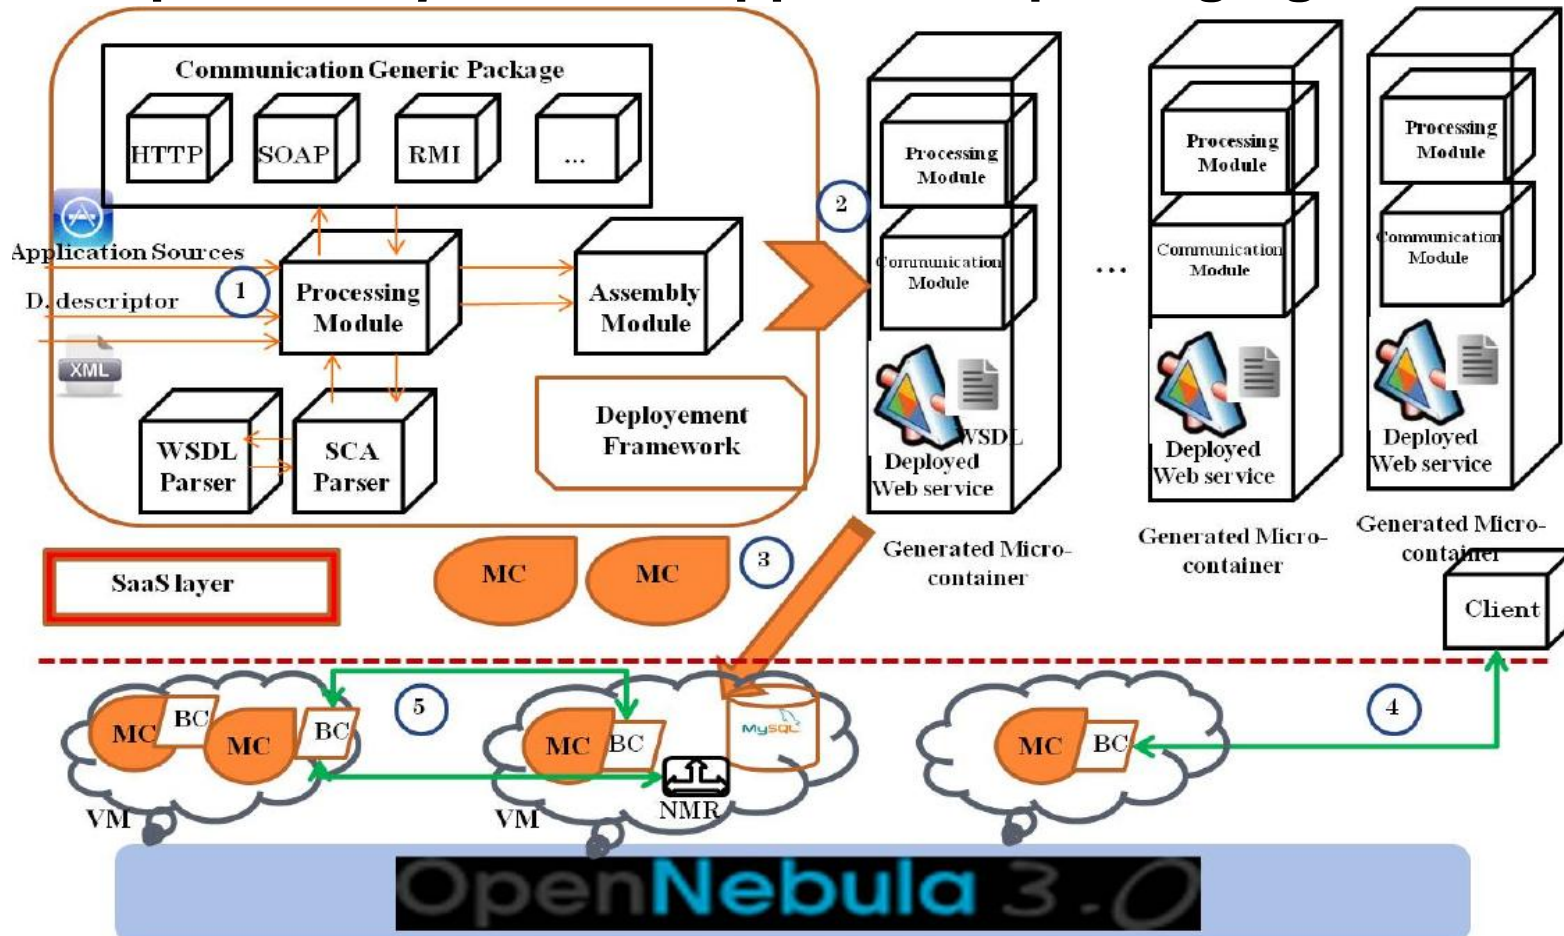 Communication Generic Package
HTTP
SOAP
RMI
...
Application Sources
1
D. descriptor
XML
Processing
Module
Assembly
Module
WSDL
Parser
SCA
Parser
Deployement
Framework
2
Processing
Module
Communication
Module
WSDL
Deployed
Web service
Generated Micro-
container
...
Processing
Module
Communication
Module
Deployed
Web service
Generated Micro-
container
Processing
Module
Communication
Module
Deployed
Web service
Generated Micro-
container
SaaS layer
MC
MC
3
Client
MC
BC
MC
BC
VM
5
MC
BC
MySQL
NMR
VM
MC
BC
4
OpenNebula 3.0